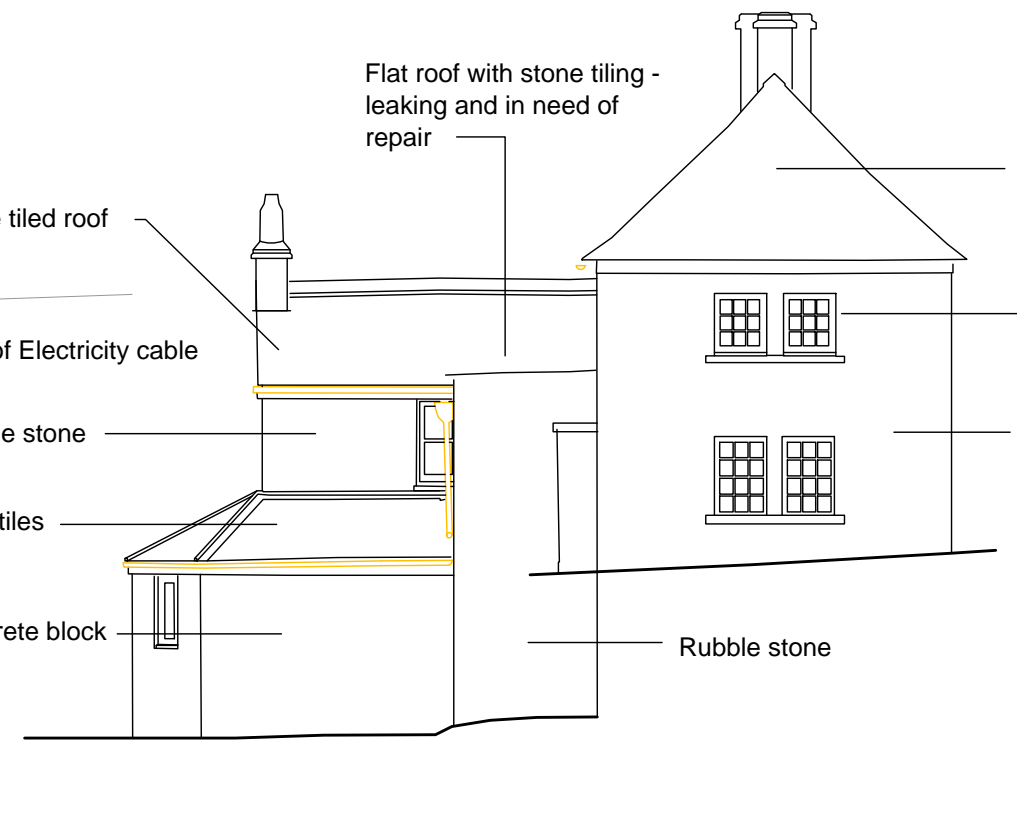 Flat roof with stone tiling -
leaking and in need of
repair
tiled roof
of Electricity cable
stone
tiles
block
Rubble stone